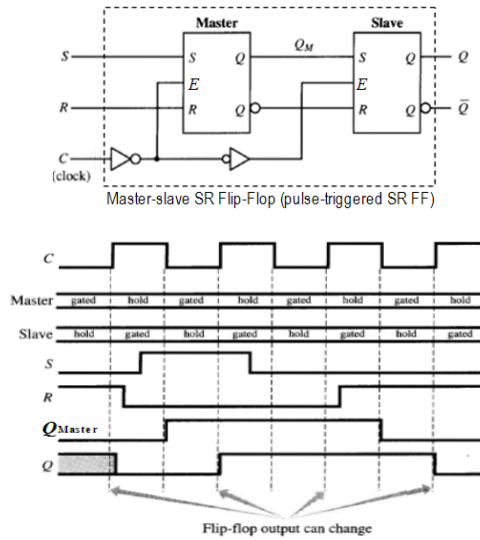 Master Slave
S S Q Q_M S Q Q
E E
R R Q R Q Q̄
C
(clock)
Master-slave SR Flip-Flop (pulse-triggered SR FF)
C
Master gated hold gated hold gated hold gated hold
Slave hold gated hold gated hold gated hold gated
S
R
Q Master
Q
Flip-flop output can change